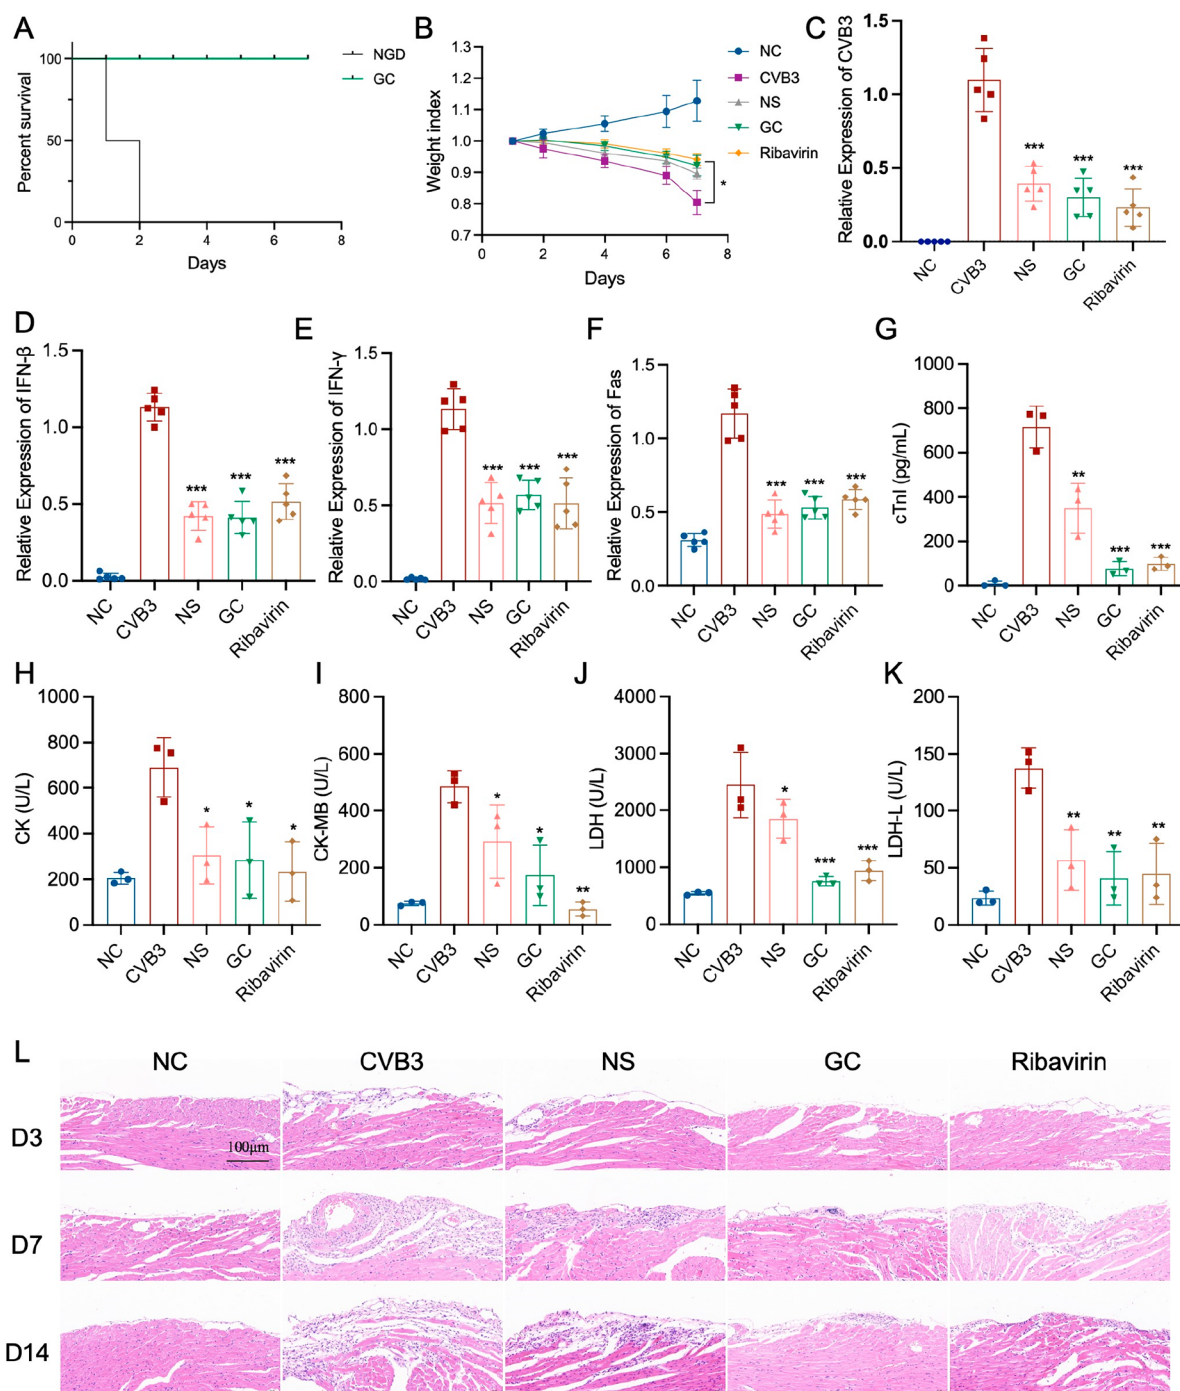 A
Percent survival
100
50
0
0 2 4 6 8
Days
NGD
GC
B
Weight index
1.3
1.2
1.1
1.0
0.9
0.8
0.7
0 2 4 6 8
Days
*
NC
CVB3
NS
GC
Ribavirin
C
Relative Expression of CVB3
1.5
1.0
0.5
0.0
*** *** ***
NC CVB3 NS GC Ribavirin
D
Relative Expression of IFN-β
1.5
1.0
0.5
0.0
*** *** ***
NC CVB3 NS GC Ribavirin
E
Relative Expression of IFN-γ
1.5
1.0
0.5
0.0
*** *** ***
NC CVB3 NS GC Ribavirin
F
Relative Expression of Fas
1.5
1.0
0.5
0.0
*** *** ***
NC CVB3 NS GC Ribavirin
G
cTnI (pg/mL)
1000
800
600
400
200
0
** *** ***
NC CVB3 NS GC Ribavirin
H
CK (U/L)
1000
800
600
400
200
0
* * *
NC CVB3 NS GC Ribavirin
I
CK-MB (U/L)
800
600
400
200
0
* * **
NC CVB3 NS GC Ribavirin
J
LDH (U/L)
4000
3000
2000
1000
0
* *** ***
NC CVB3 NS GC Ribavirin
K
LDH-L (U/L)
200
150
100
50
0
** ** **
NC CVB3 NS GC Ribavirin
L
NC CVB3 NS GC Ribavirin
D3
100μm
D7
D14